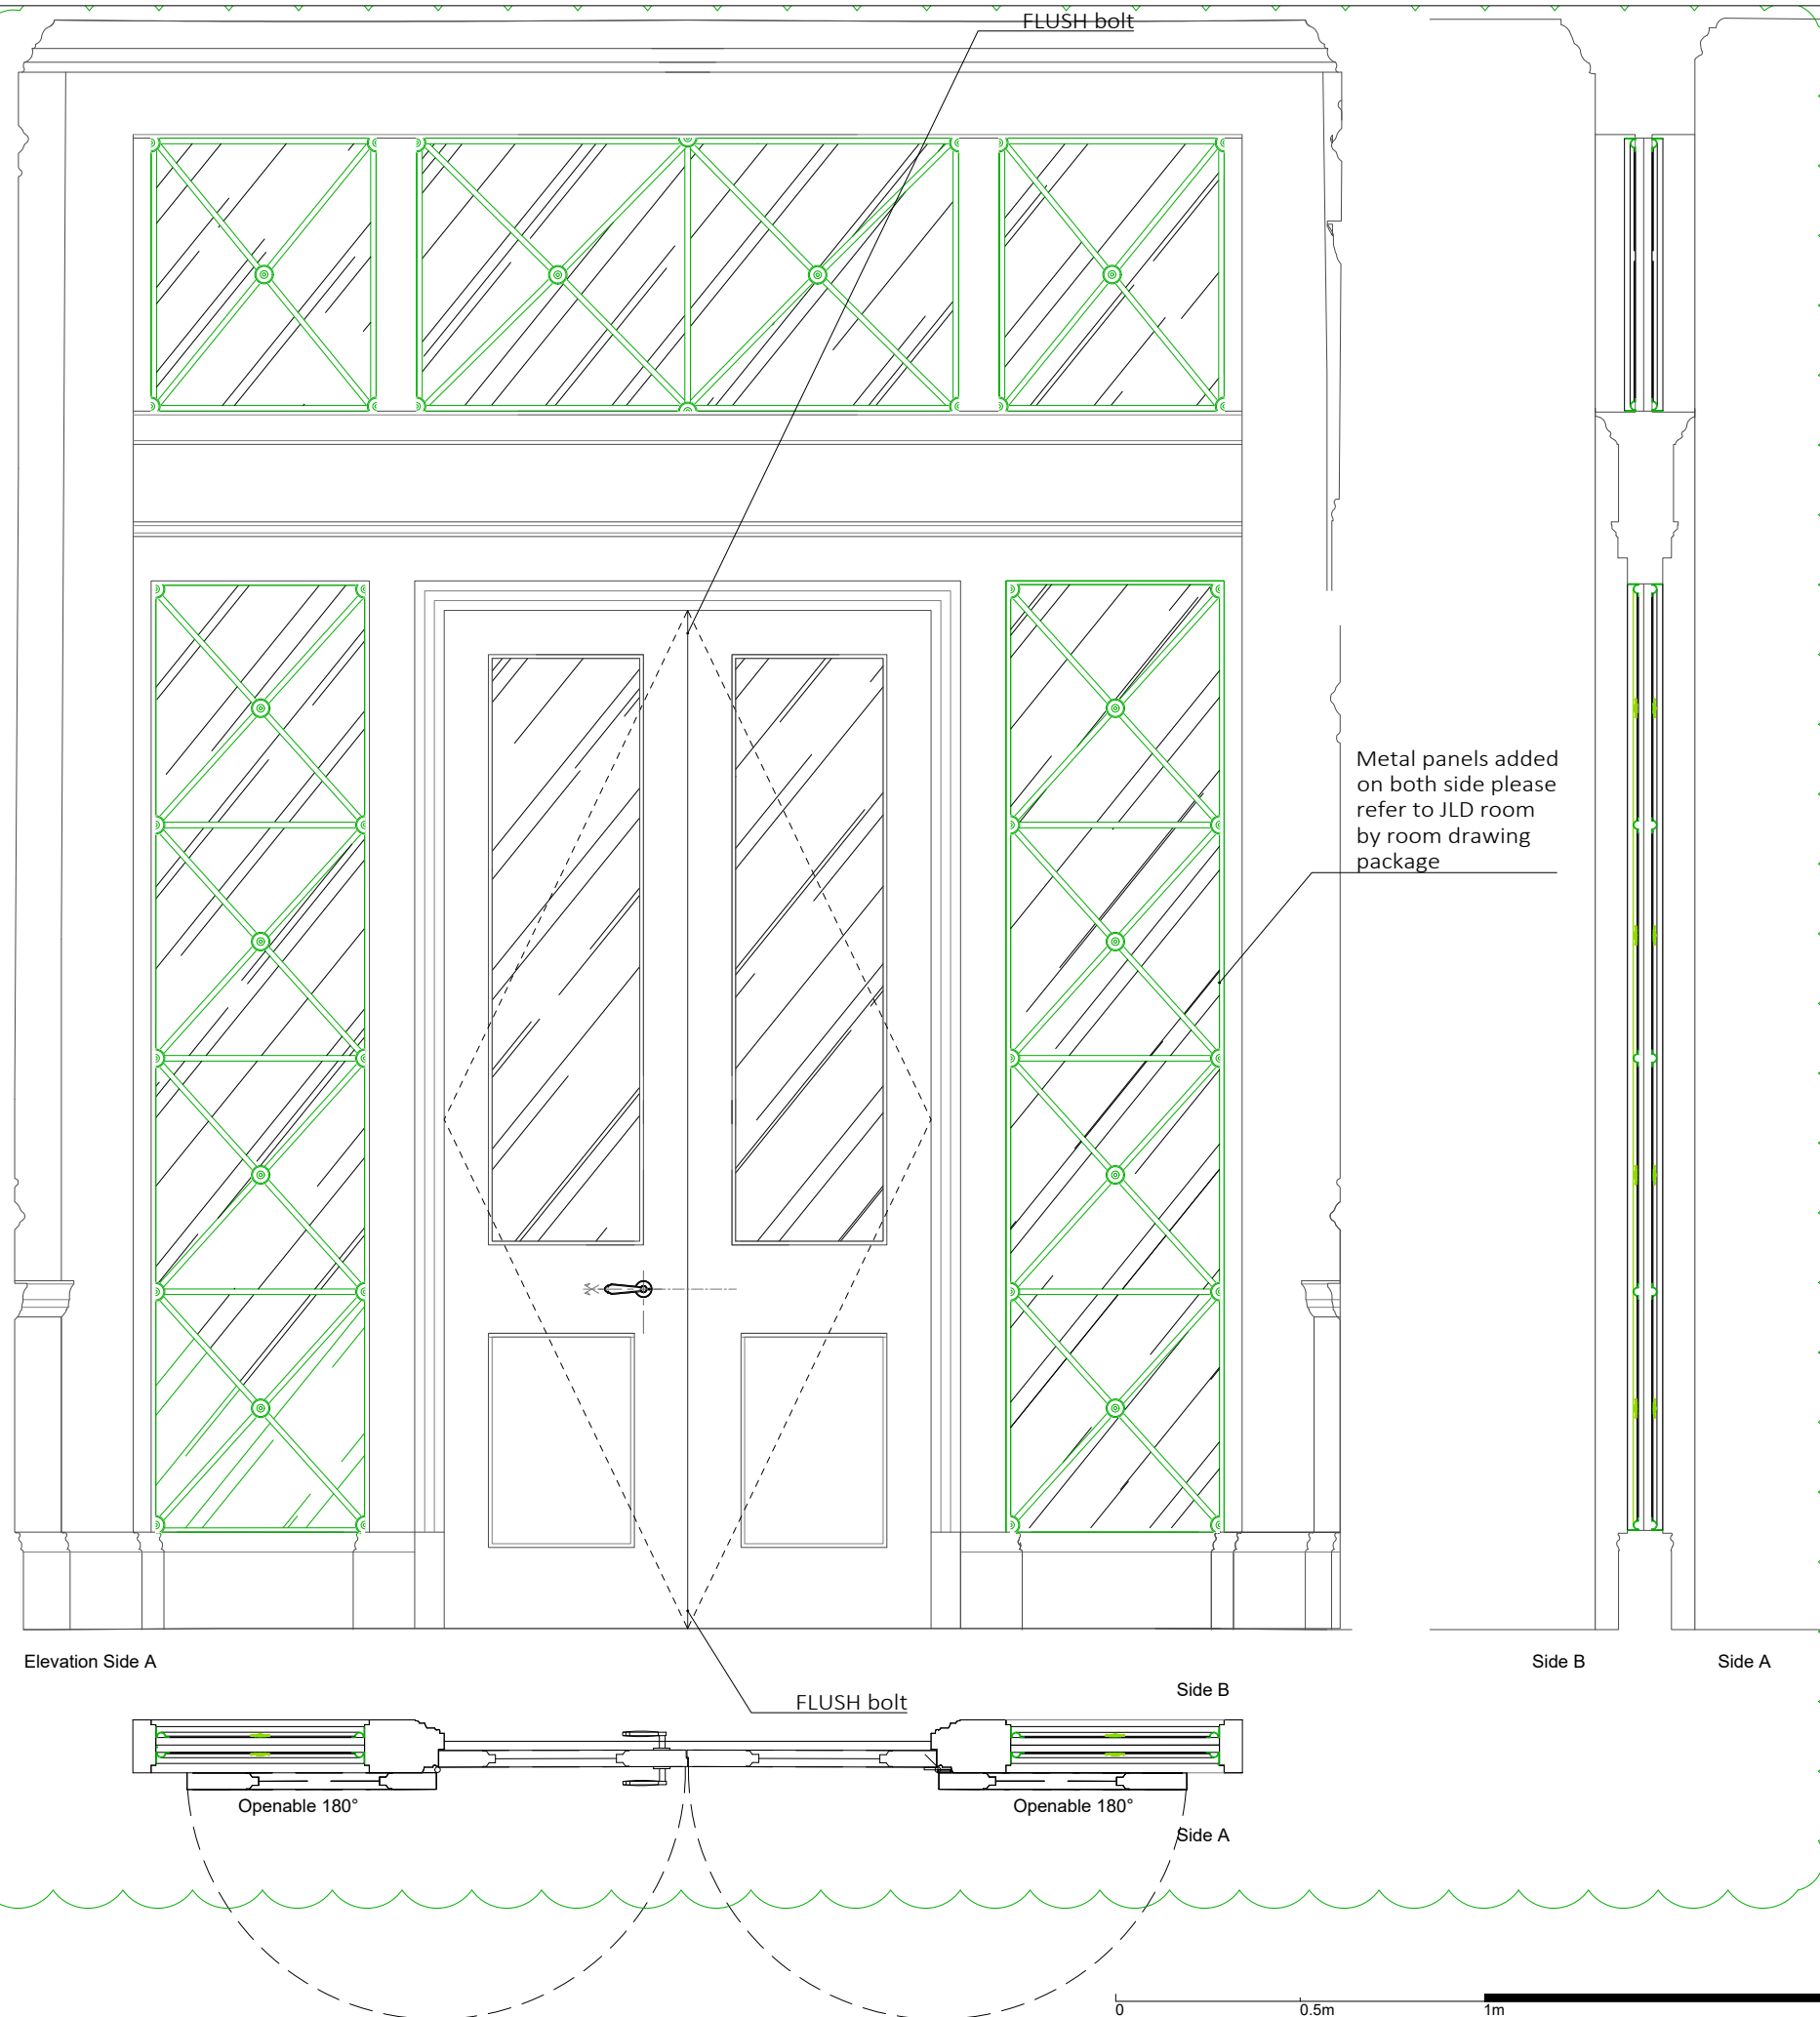 FLUSH bolt
Metal panels added
on both side please
refer to JLD room
by room drawing
package
Elevation Side A
Side B
Side A
Side B
FLUSH bolt
Openable 180°
Openable 180°
Side A
0
0.5m
1m